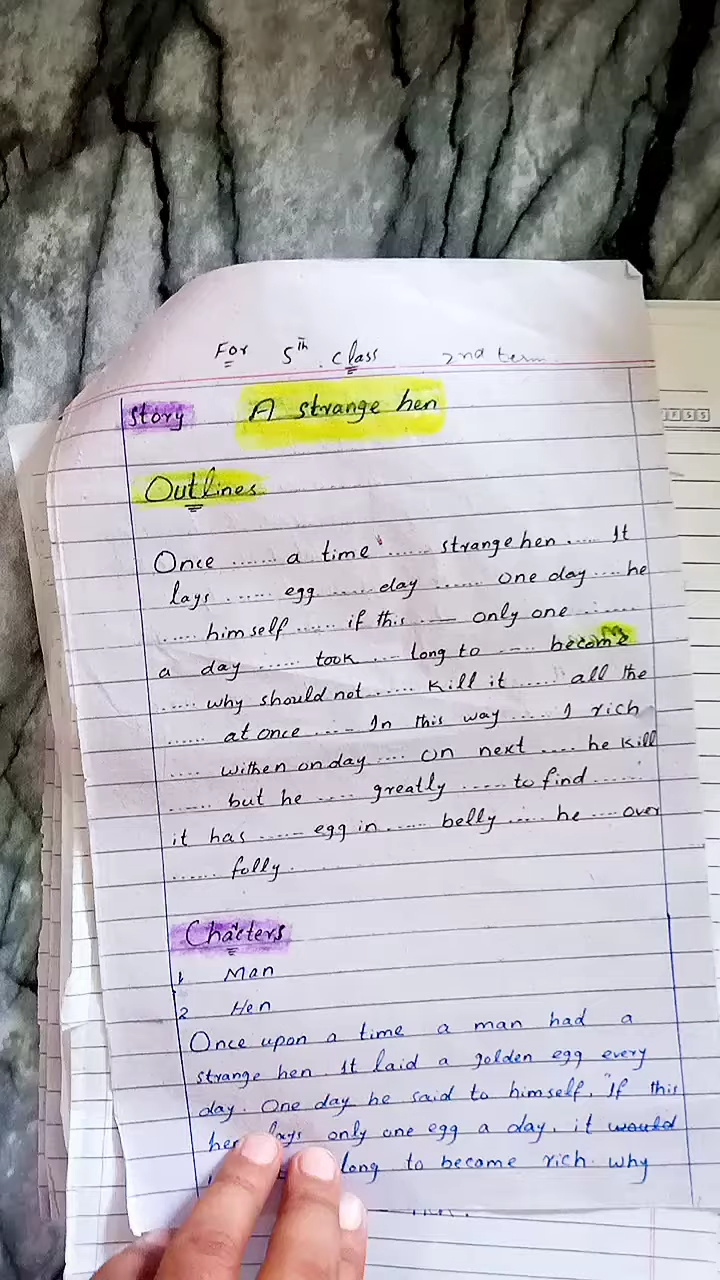 For 5th class 2nd term
Story A strange hen
Outlines
Once ...... a time ...... strange hen ..... It
lays ...... egg ..... day ...... one day .... he
..... himself ..... if this ..... only one ......
a day ...... took .... long to ..... become
..... why should not ..... kill it ..... all the
...... at once ..... In this way ..... I rich
.... withen on day .... on next .... he kill
...... but he .... greatly ..... to find ......
it has ..... egg in ..... belly ..... he .... over
...... folly.
Chacters
1 Man
2 Hen
Once upon a time a man had a
strange hen. It laid a golden egg every
day. One day he said to himself, "If this
hen lays only one egg a day, it would
long to become rich. why